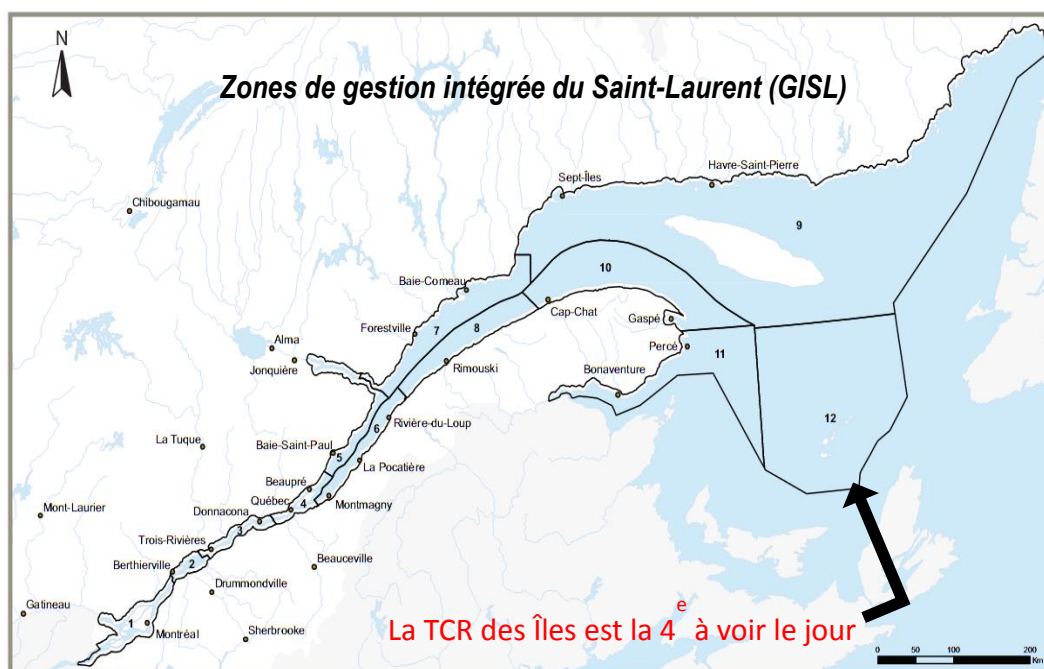 N
Zones de gestion intégrée du Saint-Laurent (GISL)
Havre-Saint-Pierre
Sept-Îles
Chibougamau
9
10
Baie-Comeau
Cap-Chat
Forestville
7
8
Gaspé
Alma
Percé
11
Jonquière
Rimouski
Bonaventure
12
6
Rivière-du-Loup
La Tuque
Baie-Saint-Paul
5
La Pocatière
Beaupré
Québec
4
Montmagny
Mont-Laurier
Donnacona
3
Trois-Rivières
Beauceville
Berthierville
2
Drummondville
Gatineau
1
Montréal
Sherbrooke
La TCR des Îles est la 4e à voir le jour
0 50 100 200
Km